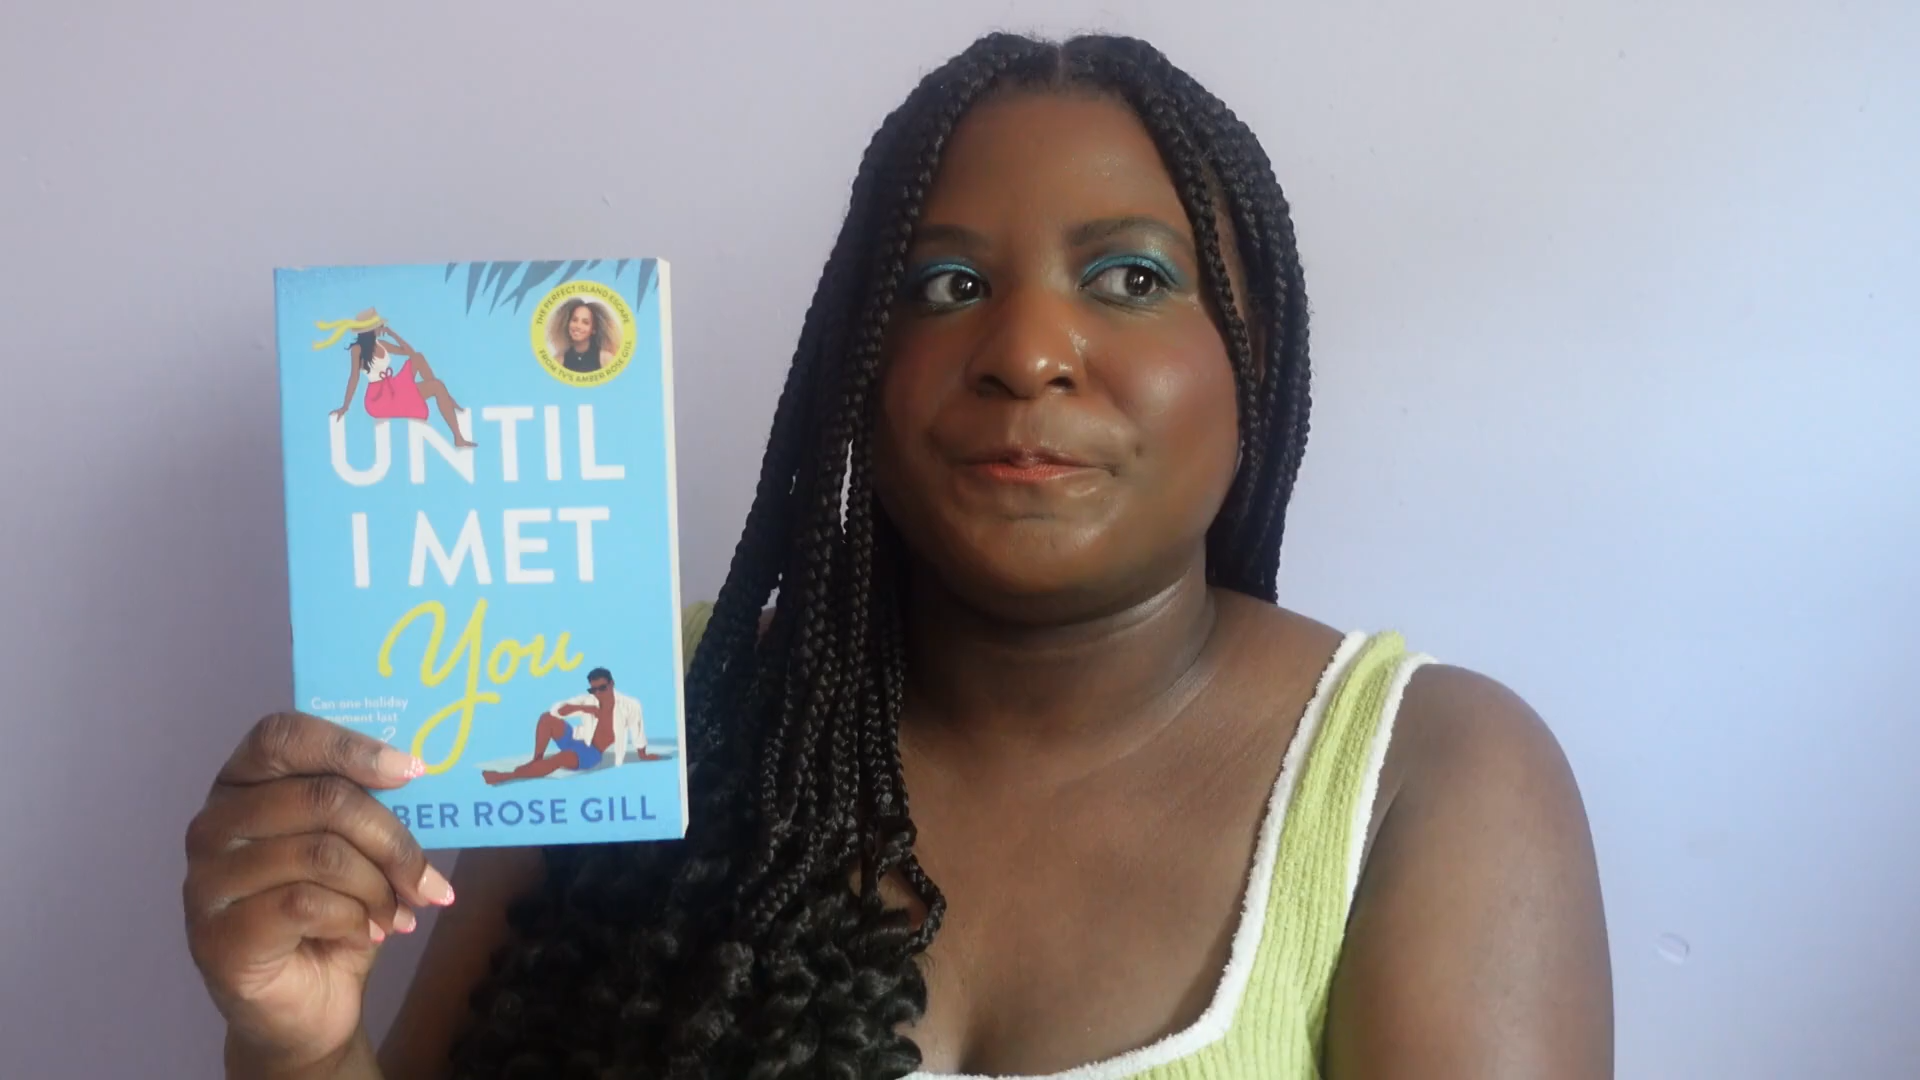 THE PERFECT ISLAND ESCAPE
FROM TV'S AMBER ROSE GILL
UNTIL
I MET
You
Can one holiday
moment last
?
BER ROSE GILL